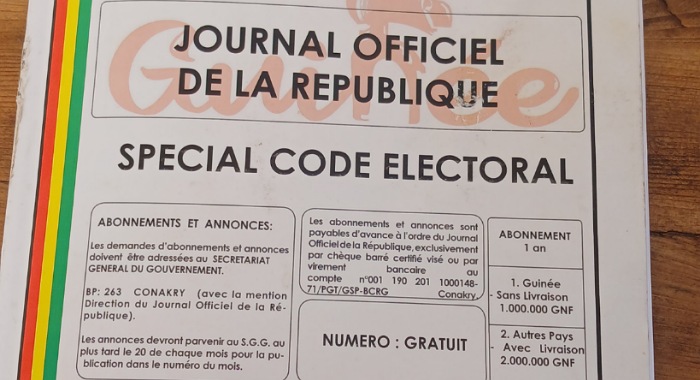 Guinée
JOURNAL OFFICIEL
DE LA REPUBLIQUE
SPECIAL CODE ELECTORAL
ABONNEMENTS ET ANNONCES:
Les demandes d'abonnements et annonces
doivent être adressées au SECRETARIAT
GENERAL DU GOUVERNEMENT.
BP: 263 CONAKRY (avec la mention
Direction du Journal Officiel de la Ré-
publique).
Les annonces devront parvenir au S.G.G. au
plus tard le 20 de chaque mois pour la pu-
blication dans le numéro du mois.
Les abonnements et annonces sont
payables d'avance à l'ordre du Journal
Officiel de la République, exclusivement
par chèque barré certifié visé ou par
virement bancaire au
compte n°001 190 201 1000148-
71/PGT/GSP-BCRG Conakry.
NUMERO : GRATUIT
ABONNEMENT
1 an
1. Guinée
- Sans Livraison
1.000.000 GNF
2. Autres Pays
- Avec Livraison
2.000.000 GNF